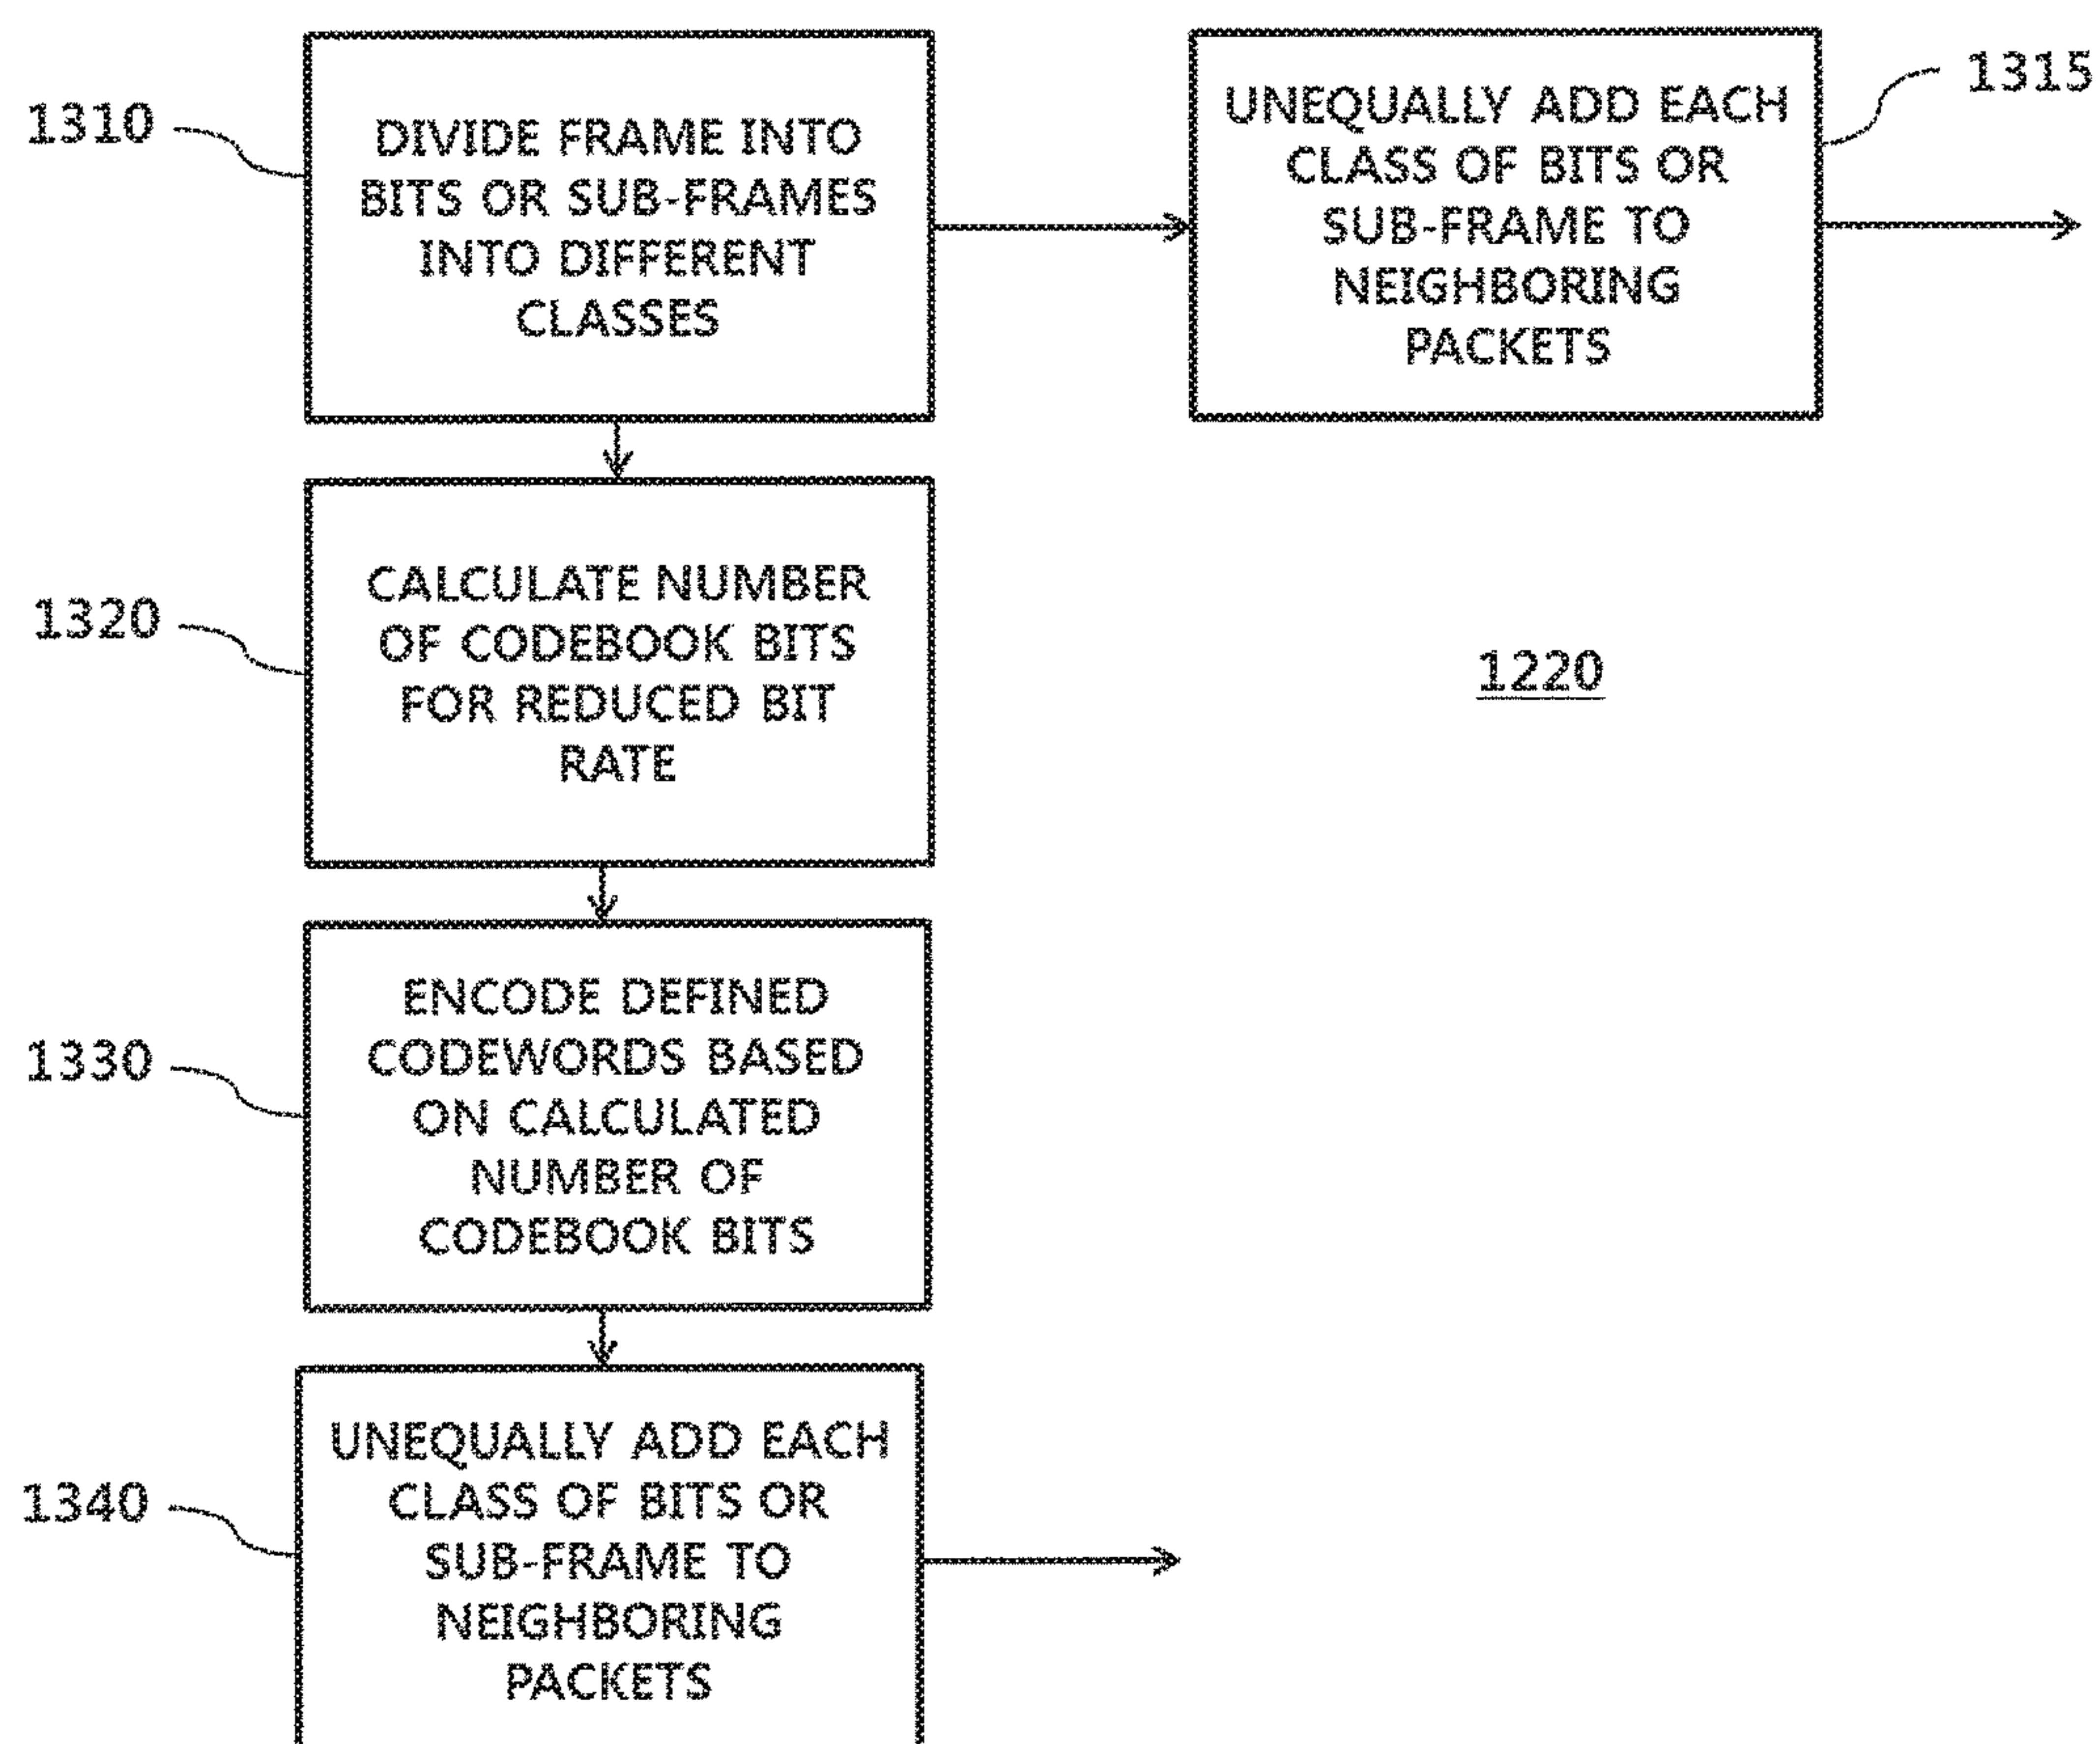 1310
DIVIDE FRAME INTO
BITS OR SUB-FRAMES
INTO DIFFERENT
CLASSES
UNEQUALLY ADD EACH
CLASS OF BITS OR
SUB-FRAME TO
NEIGHBORING
PACKETS
1315
1320
CALCULATE NUMBER
OF CODEBOOK BITS
FOR REDUCED BIT
RATE
1220
1330
ENCODE DEFINED
CODEWORDS BASED
ON CALCULATED
NUMBER OF
CODEBOOK BITS
1340
UNEQUALLY ADD EACH
CLASS OF BITS OR
SUB-FRAME TO
NEIGHBORING
PACKETS